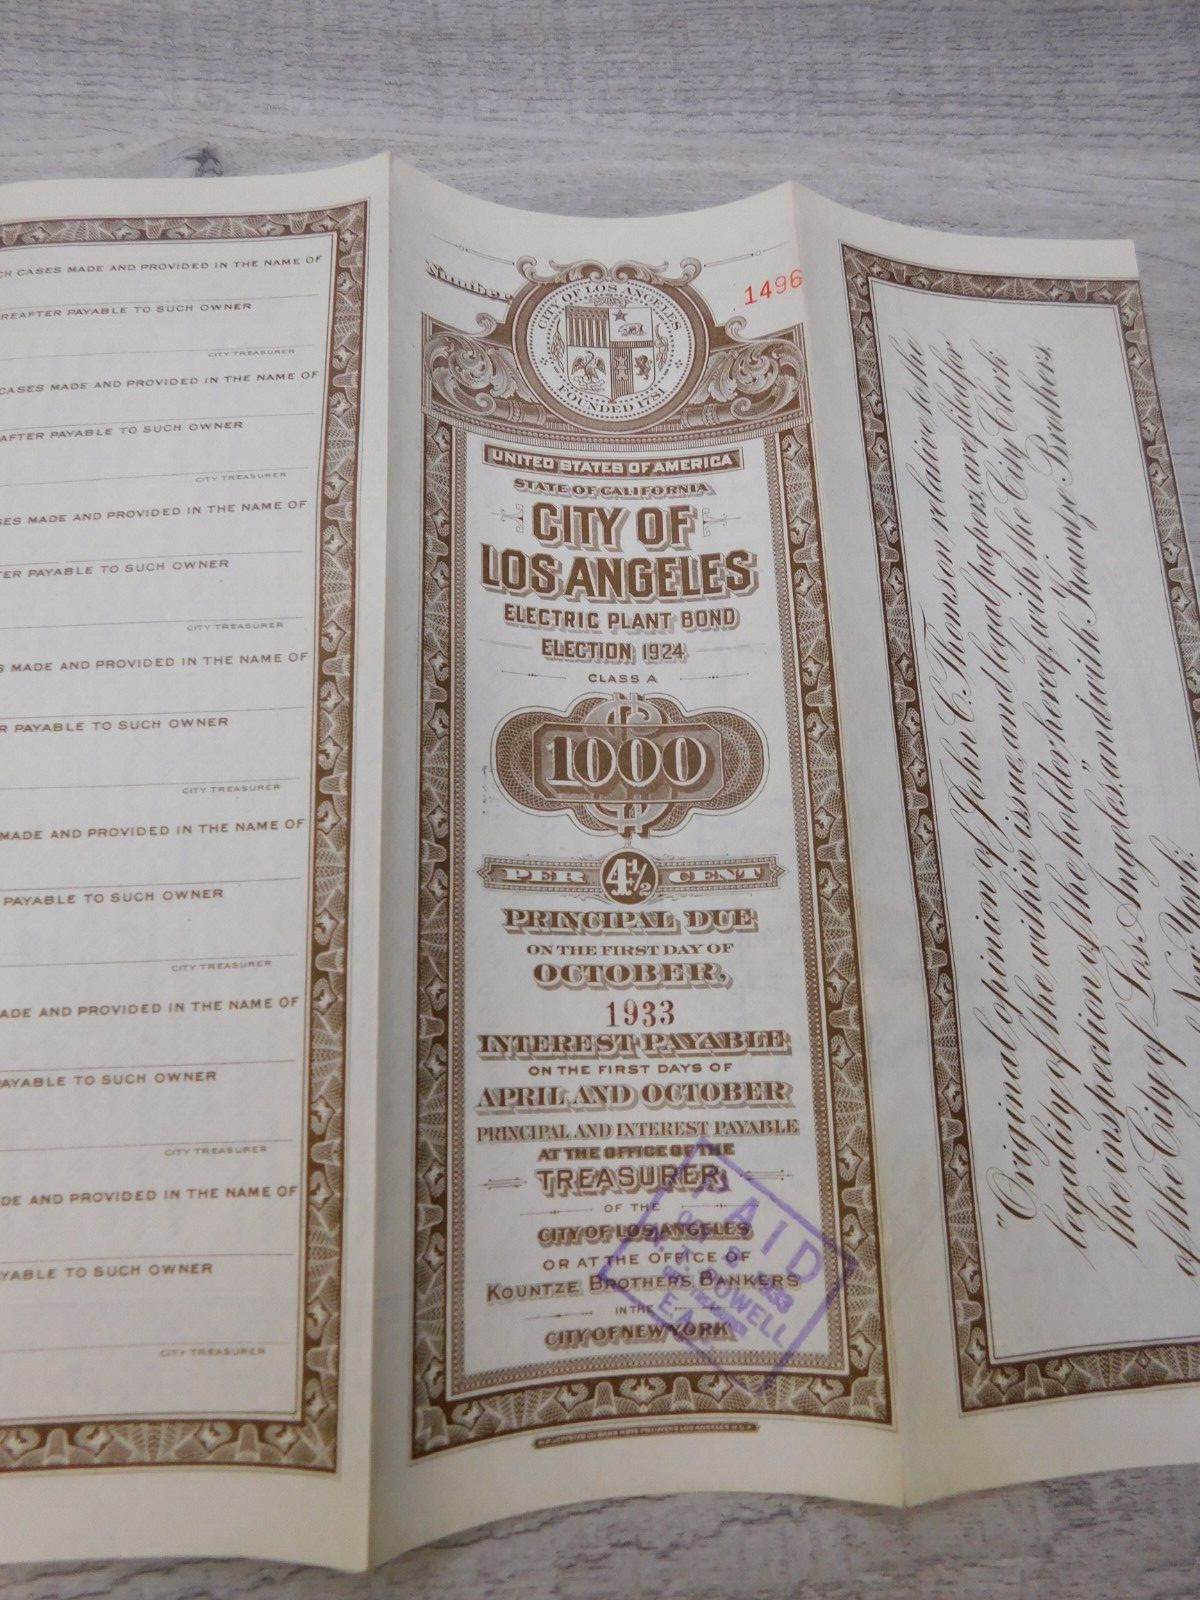 CH CASES MADE AND PROVIDED IN THE NAME OF
REAFTER PAYABLE TO SUCH OWNER
CITY TREASURER
CASES MADE AND PROVIDED IN THE NAME OF
AFTER PAYABLE TO SUCH OWNER
CITY TREASURER
SES MADE AND PROVIDED IN THE NAME OF
TER PAYABLE TO SUCH OWNER
CITY TREASURER
S MADE AND PROVIDED IN THE NAME OF
R PAYABLE TO SUCH OWNER
CITY TREASURER
MADE AND PROVIDED IN THE NAME OF
PAYABLE TO SUCH OWNER
CITY TREASURER
ADE AND PROVIDED IN THE NAME OF
PAYABLE TO SUCH OWNER
CITY TREASURER
DE AND PROVIDED IN THE NAME OF
YABLE TO SUCH OWNER
CITY TREASURER
Number 1496
CITY OF LOS ANGELES
FOUNDED 1781
UNITED STATES OF AMERICA
STATE OF CALIFORNIA
CITY OF
LOS ANGELES
ELECTRIC PLANT BOND
ELECTION 1924
CLASS A
$1000
PER 4½ CENT
PRINCIPAL DUE
ON THE FIRST DAY OF
OCTOBER,
1933
INTEREST PAYABLE
ON THE FIRST DAYS OF
APRIL AND OCTOBER
PRINCIPAL AND INTEREST PAYABLE
AT THE OFFICE OF THE
TREASURER
OF THE
CITY OF LOS ANGELES
OR AT THE OFFICE OF
KOUNTZE BROTHERS BANKERS
IN THE
CITY OF NEW YORK
PAID
POWELL
"Original opinion of John C. Thomson relative to the
legality of the within issue, and legal papers, are filed for
the inspection of the holder hereof, with the City Clerk
of the City of Los Angeles, and with Kountze Brothers,
New York."